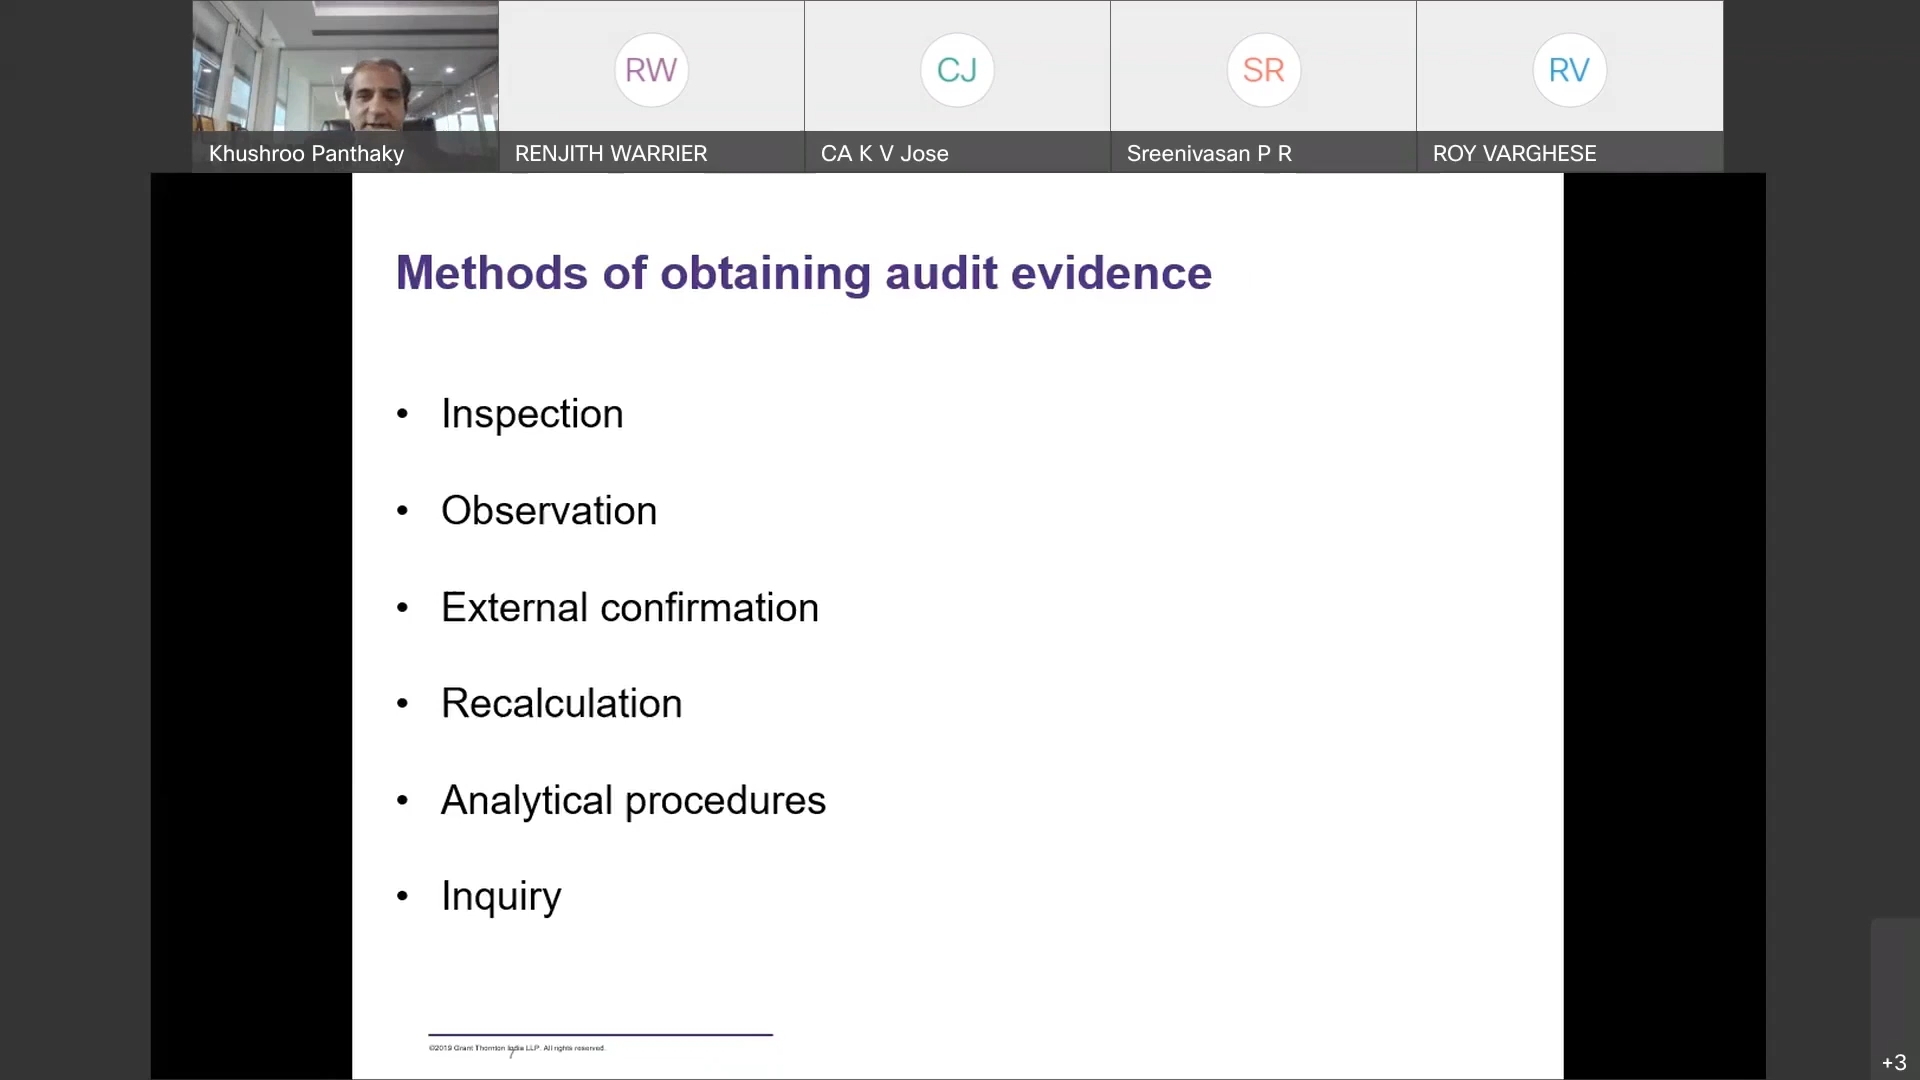 RW
CJ
SR
RV
Khushroo Panthaky
RENJITH WARRIER
CA K V Jose
Sreenivasan P R
ROY VARGHESE
Methods of obtaining audit evidence
• Inspection
• Observation
• External confirmation
• Recalculation
• Analytical procedures
• Inquiry
©2019 Grant Thornton India LLP. All rights reserved.
+3